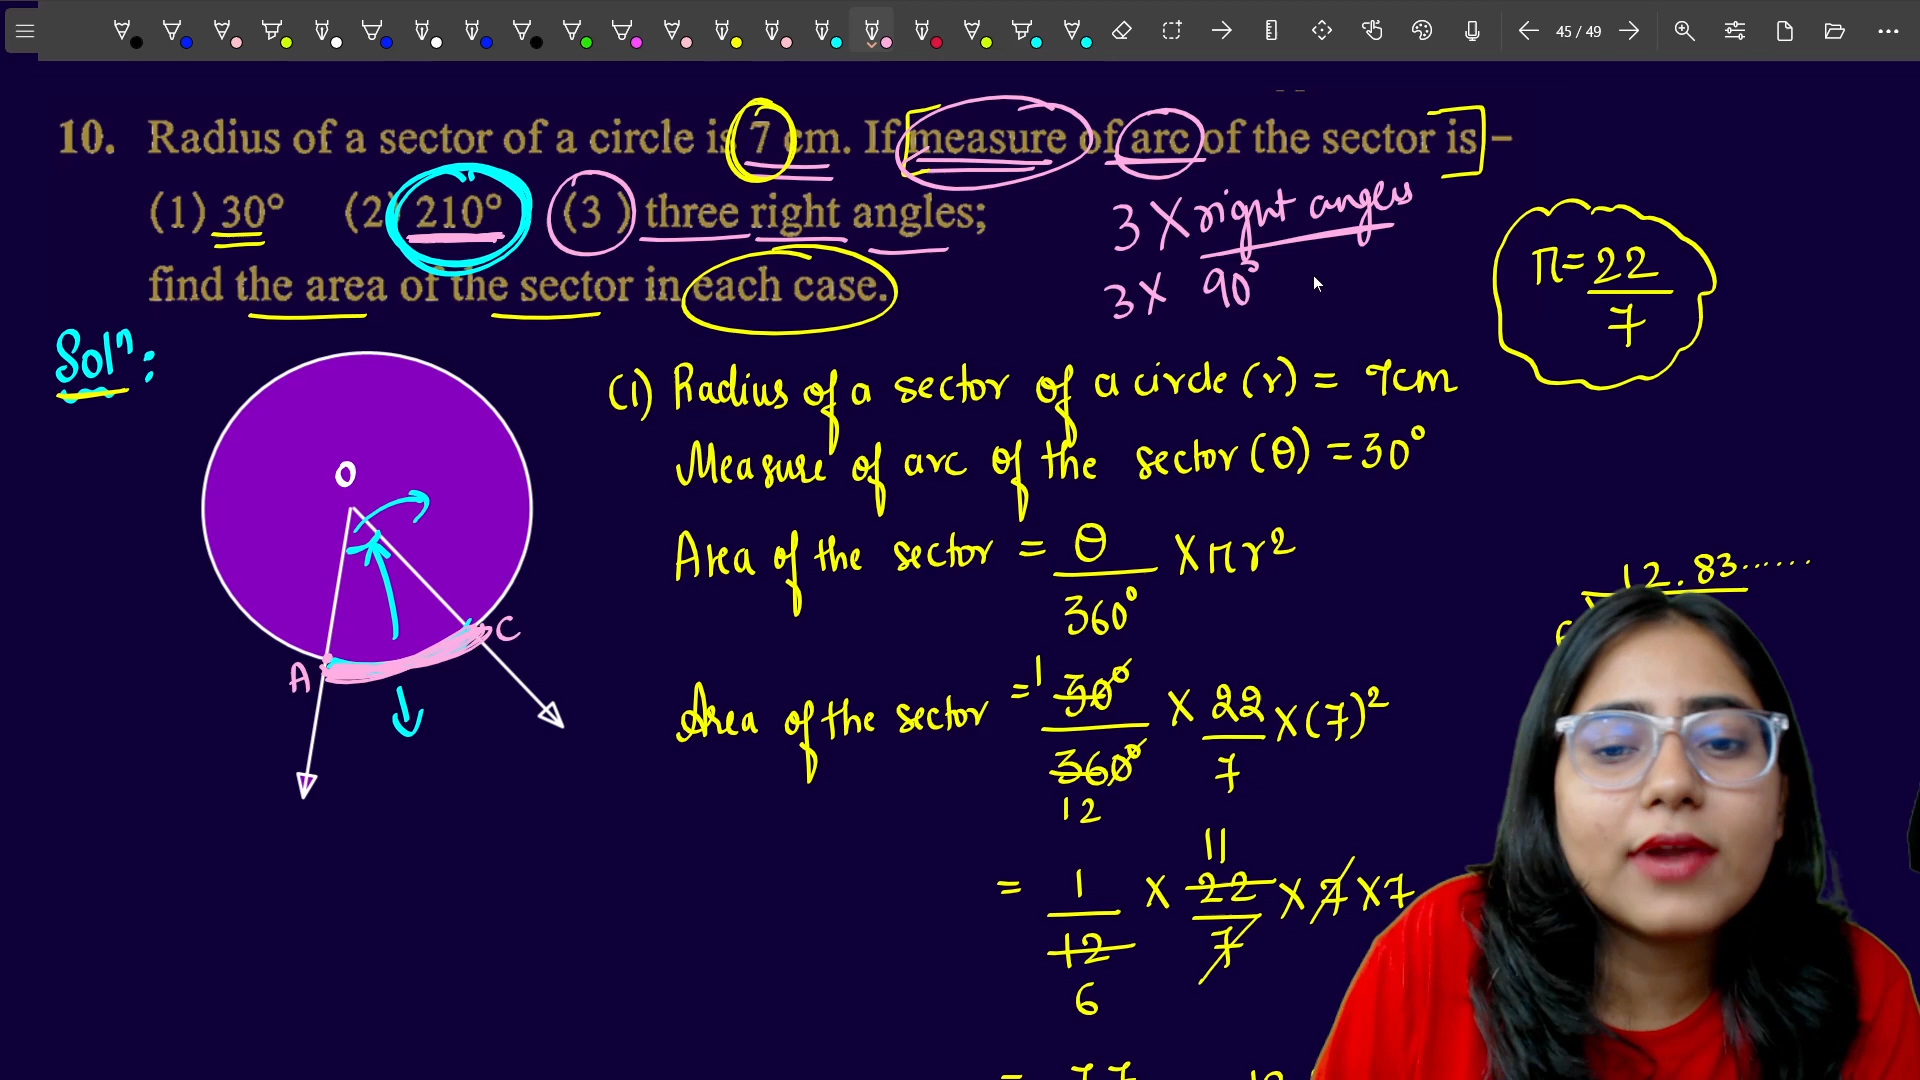 45 / 49
10. Radius of a sector of a circle is 7 cm. If measure of arc of the sector is –
(1) 30° (2) 210° (3 ) three right angles;
find the area of the sector in each case.
3 X right angles
3 X 90°
π = 22
7
Solⁿ:
O
A
C
(1) Radius of a sector of a circle (r) = 7cm
Measure of arc of the sector (θ) = 30°
Area of the sector = θ X πr²
360°
12.83......
6
Area of the sector = 1 30° X 22 X (7)²
360° 7
12
11
= 1 X 22 X 7 X 7
12 7
6
= 77